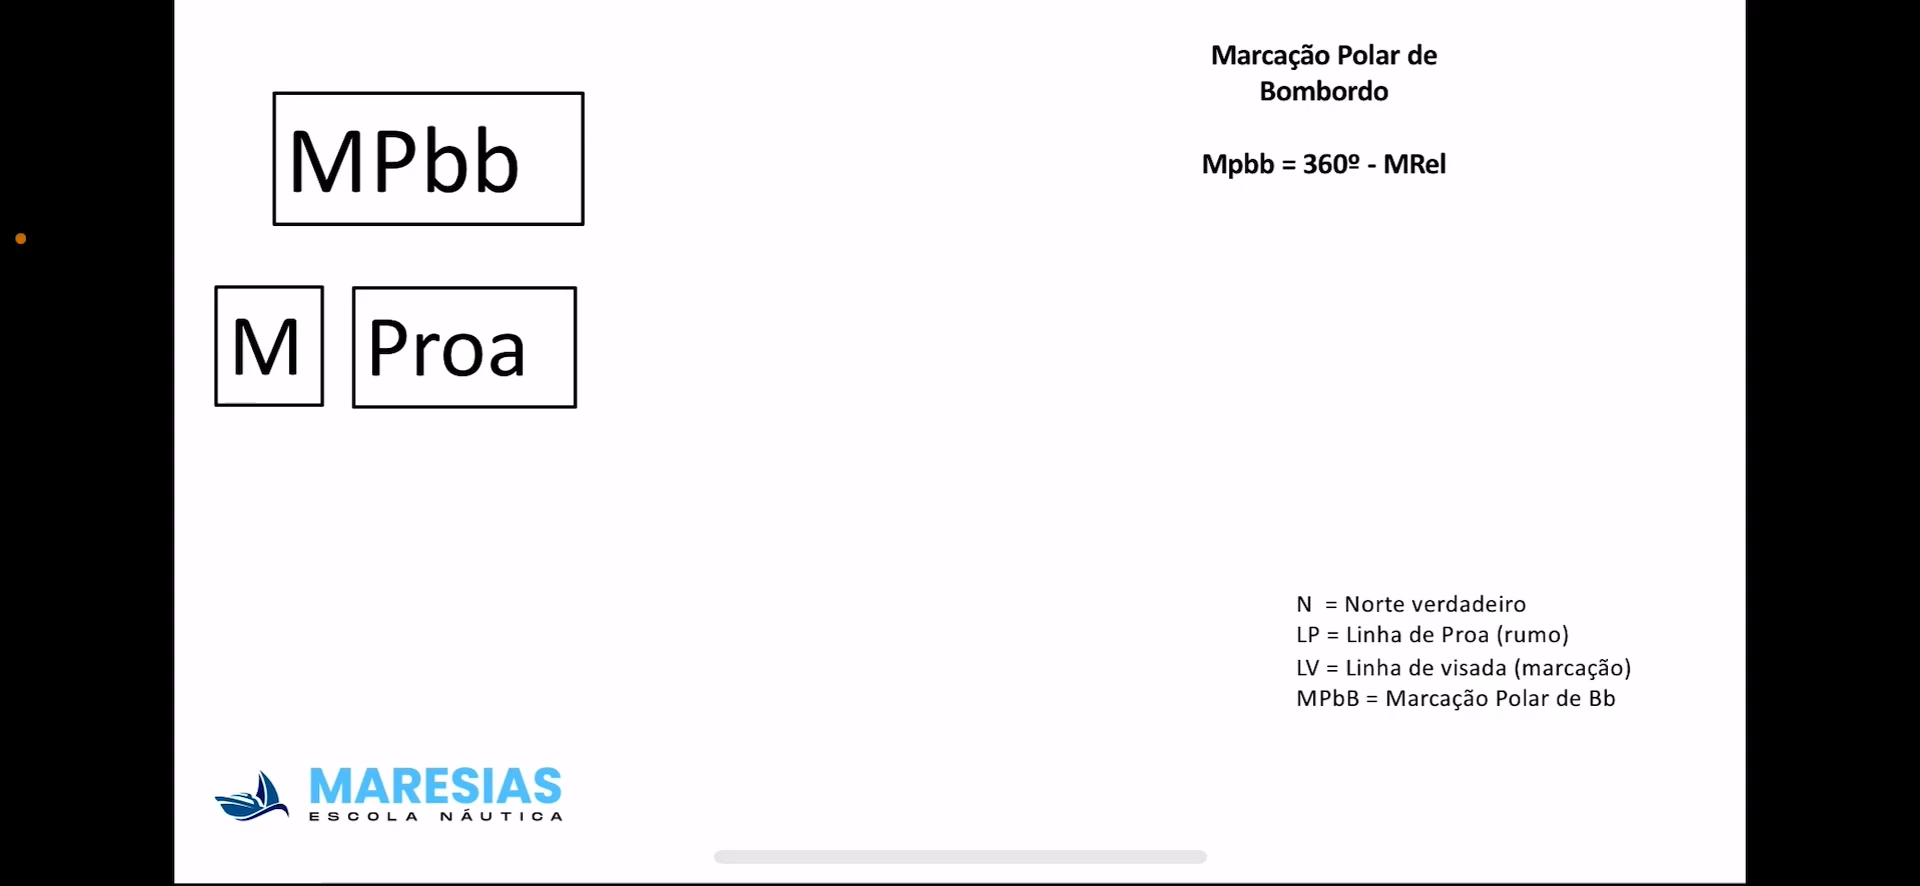 MPbb
M
Proa
Marcação Polar de
Bombordo
Mpbb = 360º - MRel
N = Norte verdadeiro
LP = Linha de Proa (rumo)
LV = Linha de visada (marcação)
MPbB = Marcação Polar de Bb
MARESIAS
ESCOLA NÁUTICA